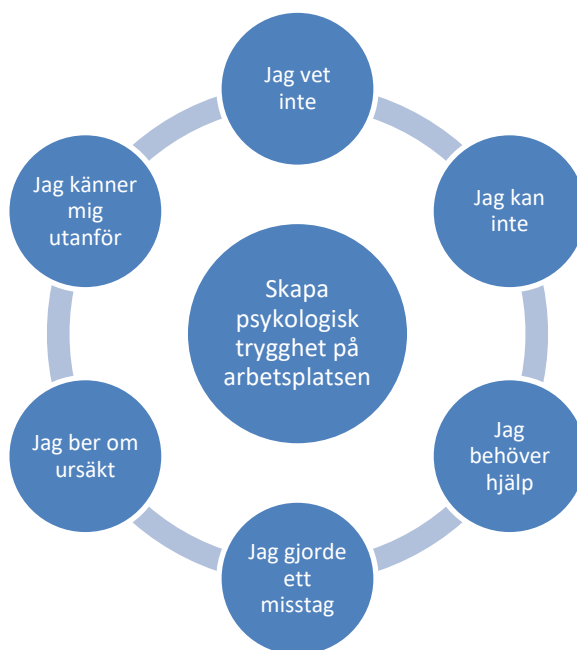 Jag vet
inte
Jag kan
inte
Jag
behöver
hjälp
Jag gjorde
ett
misstag
Jag ber om
ursäkt
Jag känner
mig
utanför
Skapa
psykologisk
trygghet på
arbetsplatsen